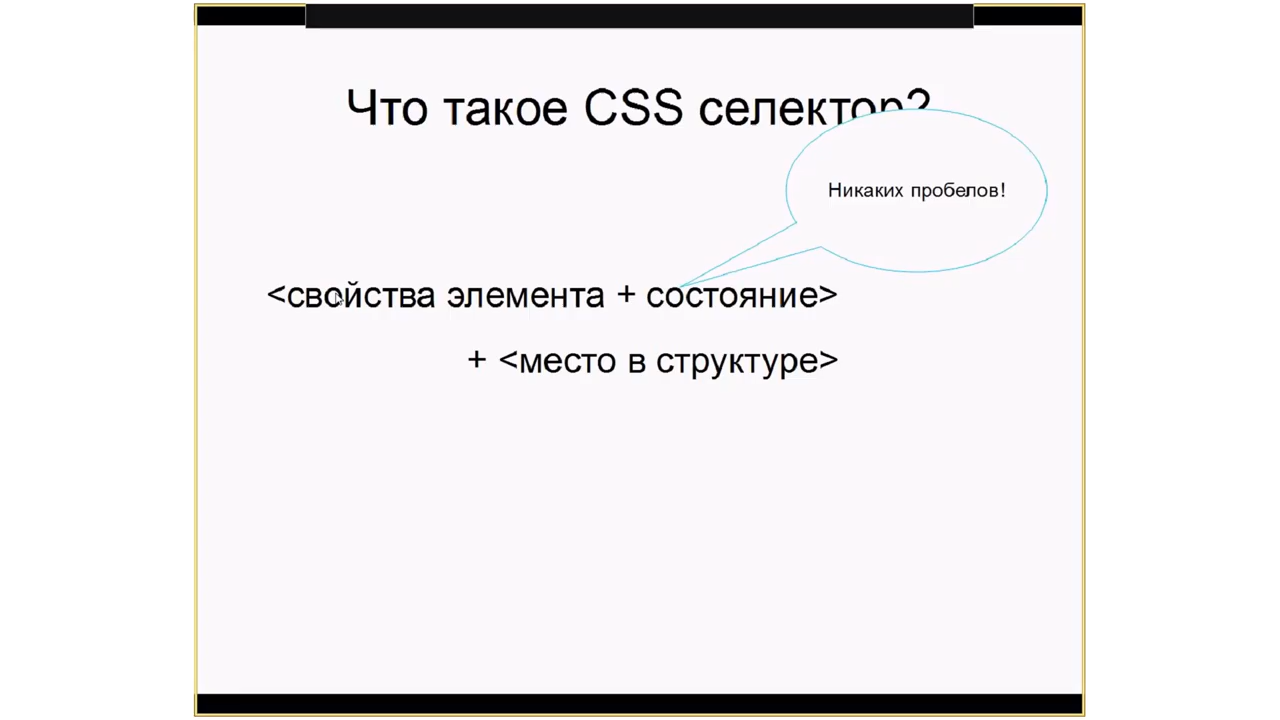 Что такое CSS селектор?
Никаких пробелов!
<свойства элемента + состояние>
+ <место в структуре>